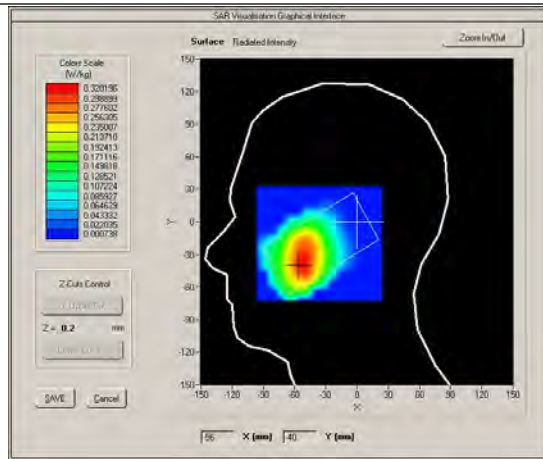 SAR Visualisation Graphical Interface
Surface Radiated Intensity
Zoom In/Out
Colors Scale
(W/kg)
0.320196
0.298899
0.277602
0.256305
0.235007
0.213710
0.192413
0.171116
0.149818
0.128521
0.107224
0.085927
0.064629
0.043332
0.022035
0.000738
150
120
90
60
30
0
-30
-60
-90
-120
-150
Y
-150 -120 -90 -60 -30 0 30 60 90 120 150
X
Z-Cuts Control
Z = 0.2 mm
SAVE Cancel
X (mm) Y (mm)